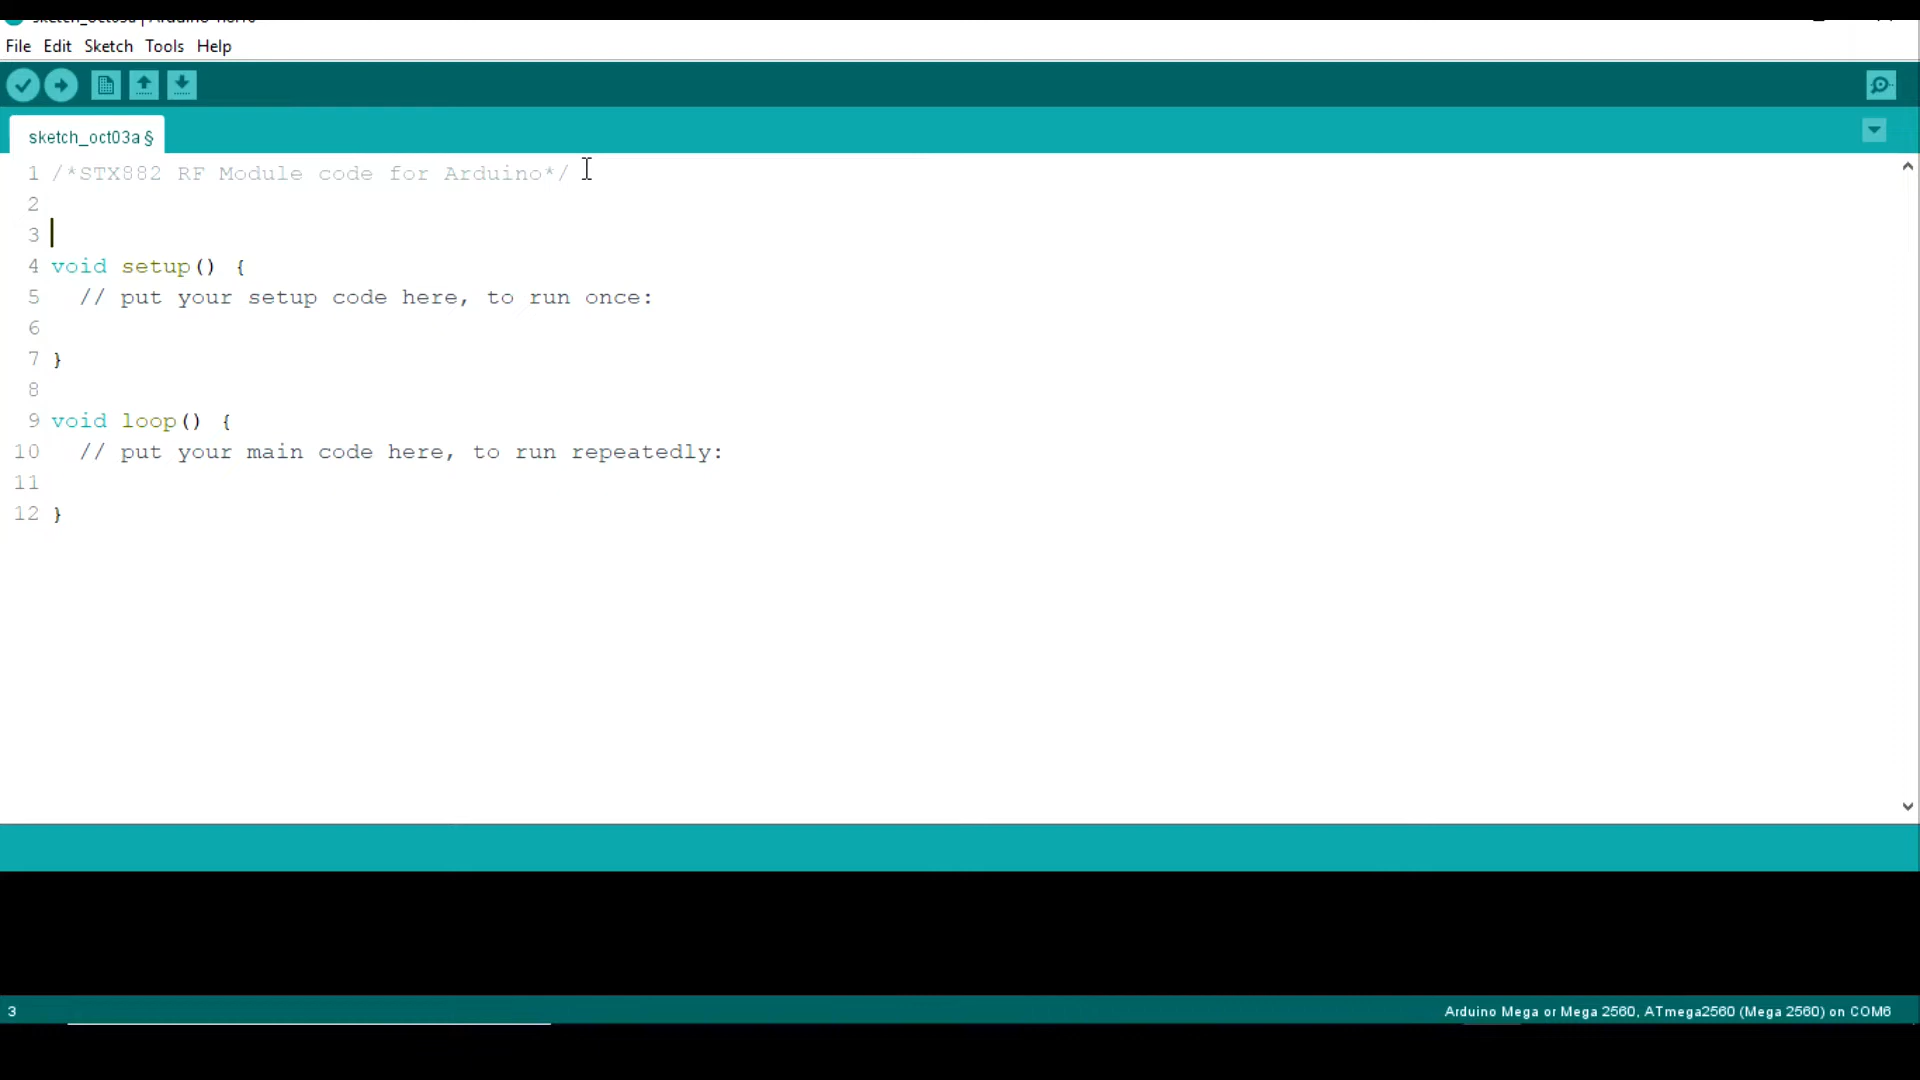 File Edit Sketch Tools Help
sketch_oct03a §
1 /*STX882 RF Module code for Arduino*/
2
3
4 void setup() {
5 // put your setup code here, to run once:
6
7 }
8
9 void loop() {
10 // put your main code here, to run repeatedly:
11
12 }
3
Arduino Mega or Mega 2560, ATmega2560 (Mega 2560) on COM6